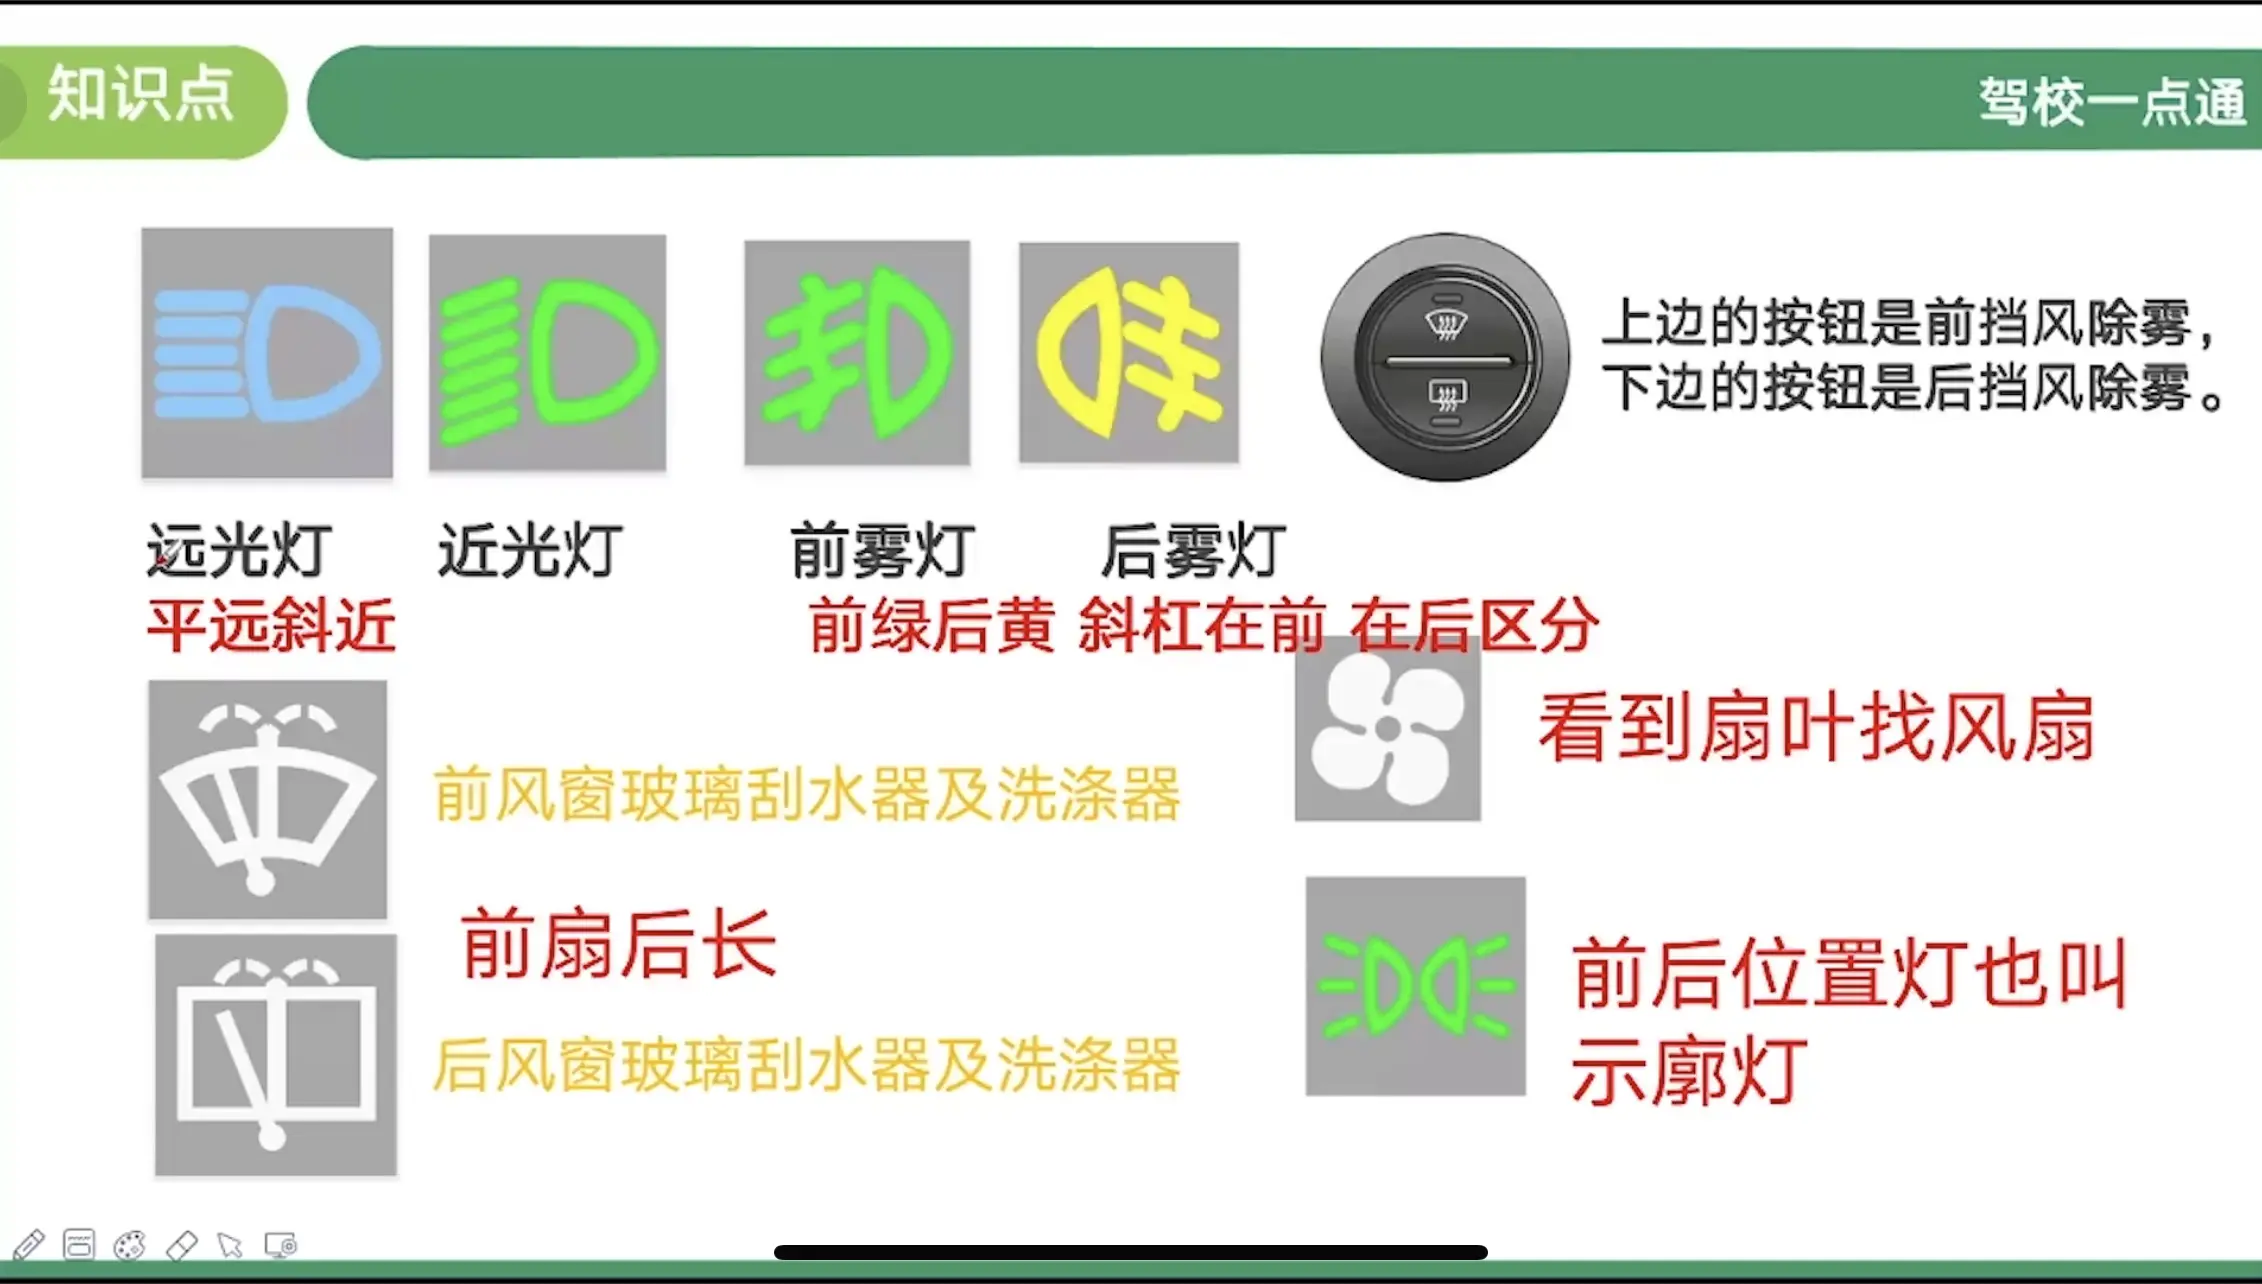 知识点
驾校一点通
上边的按钮是前挡风除雾，
下边的按钮是后挡风除雾。
远光灯 近光灯 前雾灯 后雾灯
平远斜近
前绿后黄 斜杠在前 在后区分
看到扇叶找风扇
前风窗玻璃刮水器及洗涤器
前扇后长
前后位置灯也叫
示廓灯
后风窗玻璃刮水器及洗涤器